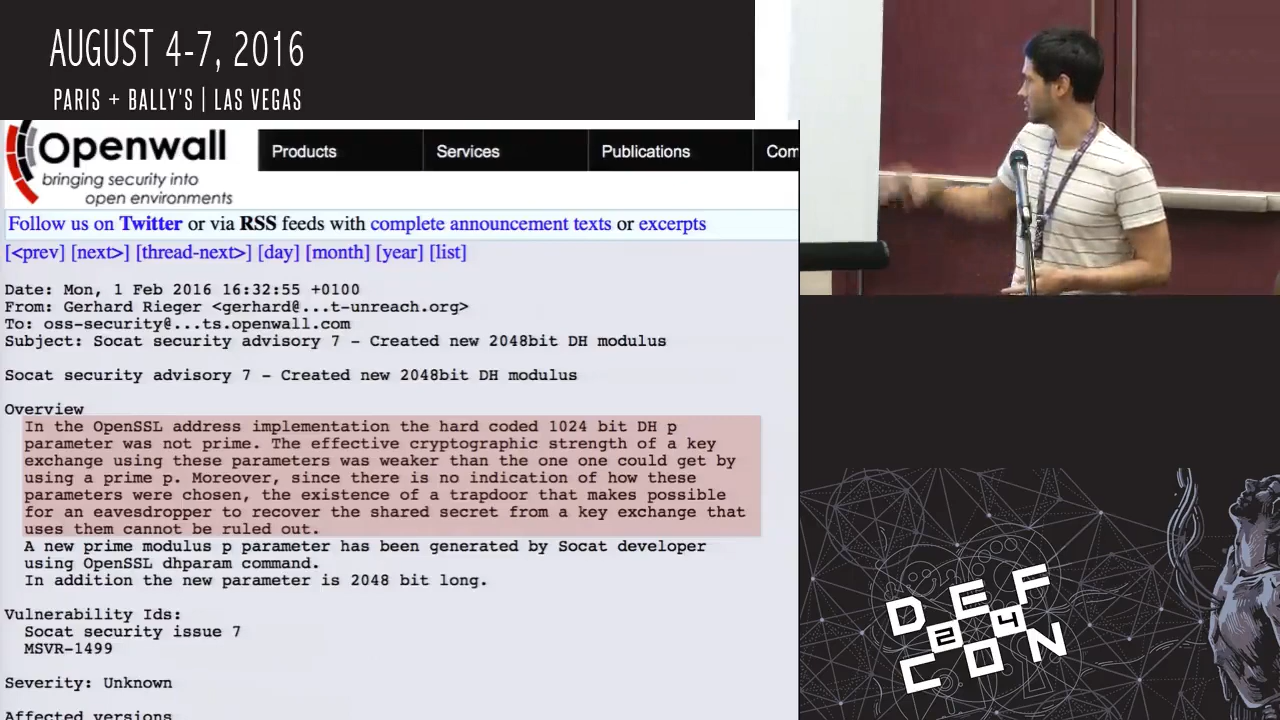 AUGUST 4-7, 2016
PARIS + BALLY'S | LAS VEGAS
Openwall
bringing security into
open environments
Products
Services
Publications
Com
Follow us on Twitter or via RSS feeds with complete announcement texts or excerpts
[<prev] [next>] [thread-next>] [day] [month] [year] [list]
Date: Mon, 1 Feb 2016 16:32:55 +0100
From: Gerhard Rieger <gerhard@...t-unreach.org>
To: oss-security@...ts.openwall.com
Subject: Socat security advisory 7 - Created new 2048bit DH modulus
Socat security advisory 7 - Created new 2048bit DH modulus
Overview
In the OpenSSL address implementation the hard coded 1024 bit DH p
parameter was not prime. The effective cryptographic strength of a key
exchange using these parameters was weaker than the one one could get by
using a prime p. Moreover, since there is no indication of how these
parameters were chosen, the existence of a trapdoor that makes possible
for an eavesdropper to recover the shared secret from a key exchange that
uses them cannot be ruled out.
A new prime modulus p parameter has been generated by Socat developer
using OpenSSL dhparam command.
In addition the new parameter is 2048 bit long.
Vulnerability Ids:
Socat security issue 7
MSVR-1499
Severity: Unknown
Affected versions
DEF
24
CON